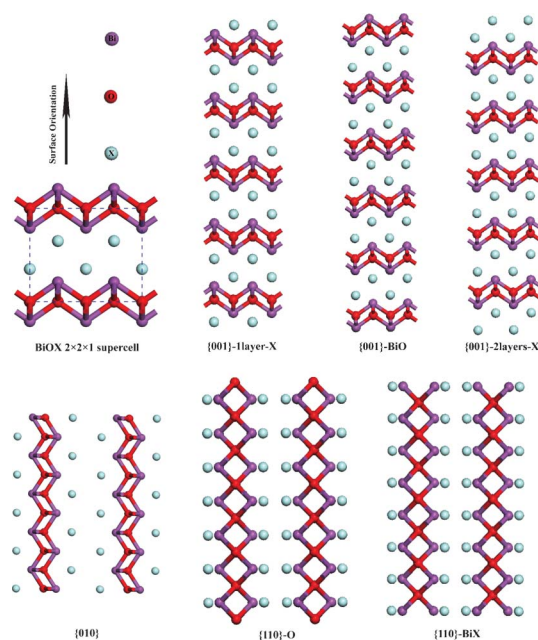 Bi
O
X
Surface Orientation
BiOX 2×2×1 supercell
{001}-1layer-X
{001}-BiO
{001}-2layers-X
{010}
{110}-O
{110}-BiX